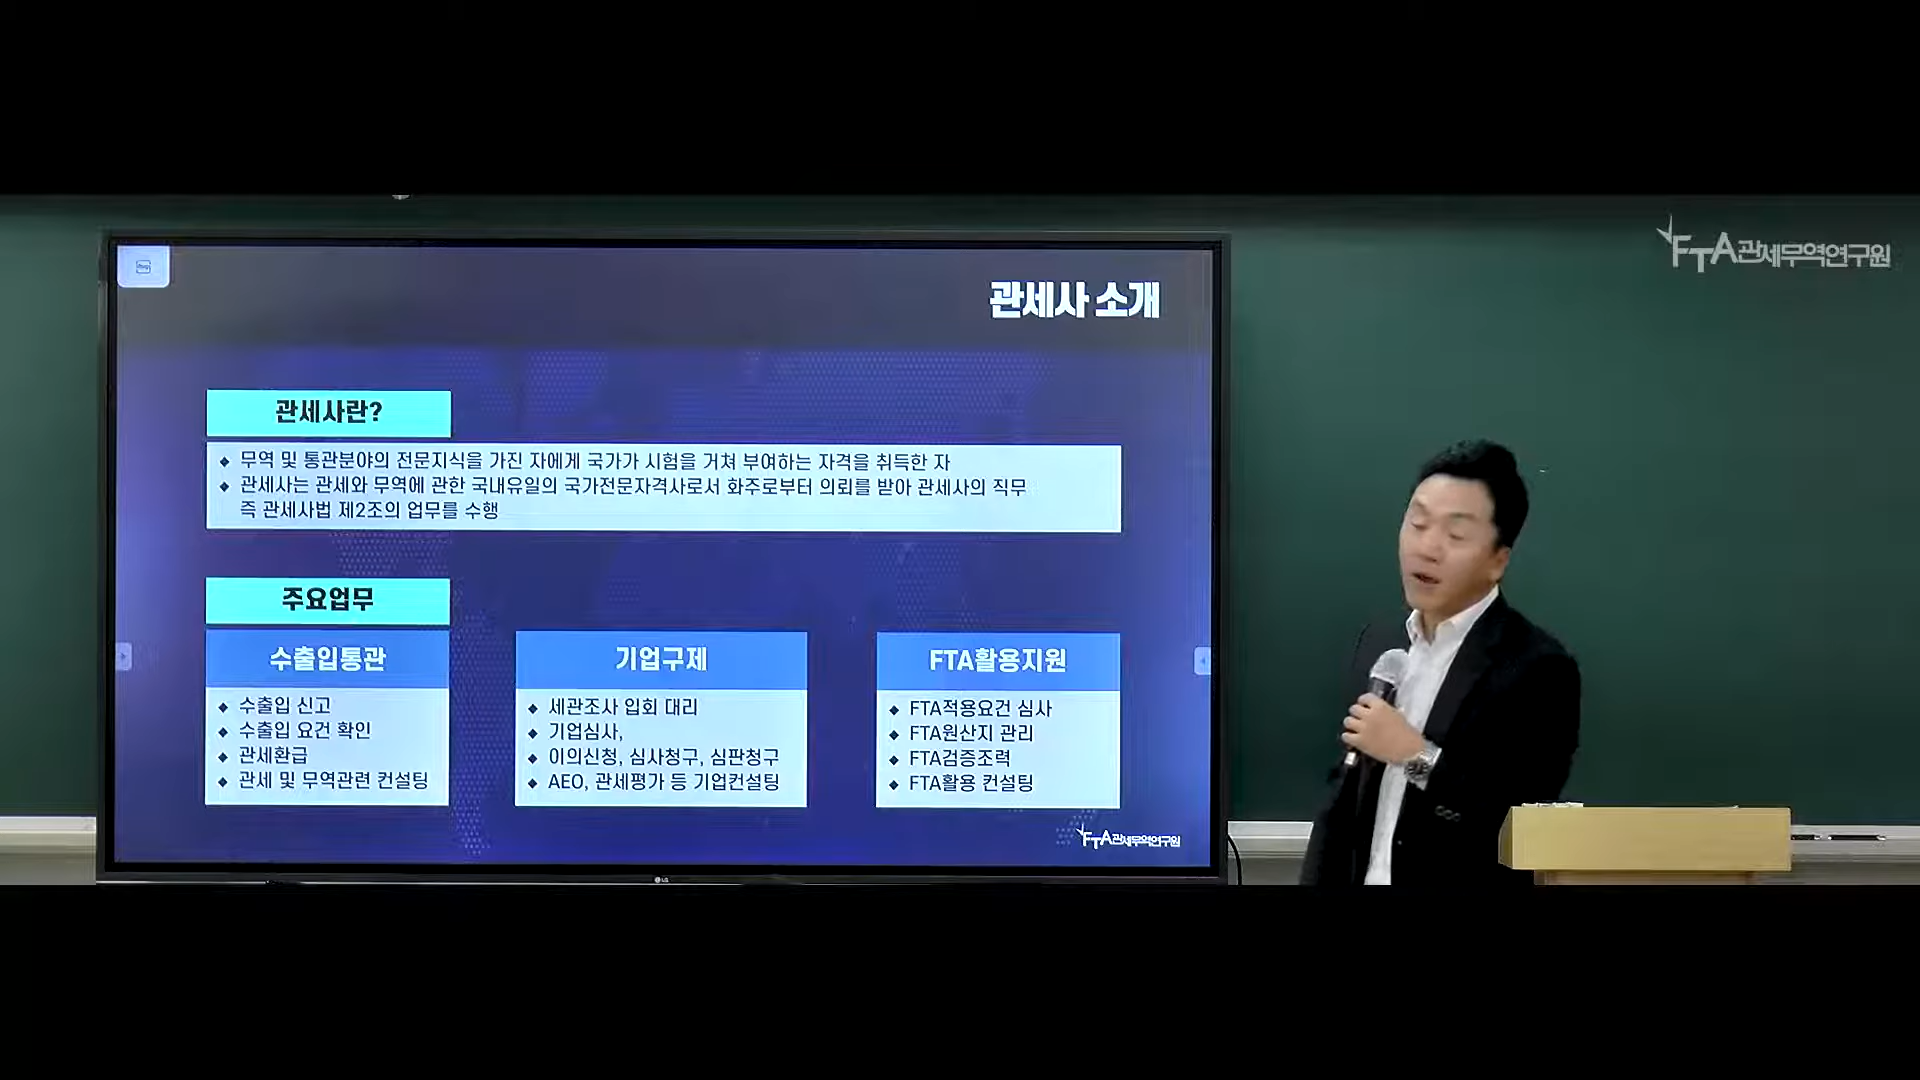 FTA관세무역연구원
관세사 소개
관세사란?
◆ 무역 및 통관분야의 전문지식을 가진 자에게 국가가 시험을 거쳐 부여하는 자격을 취득한 자
◆ 관세사는 관세와 무역에 관한 국내유일의 국가전문자격사로서 화주로부터 의뢰를 받아 관세사의 직무
즉 관세사법 제2조의 업무를 수행
주요업무
수출입통관
◆ 수출입 신고
◆ 수출입 요건 확인
◆ 관세환급
◆ 관세 및 무역관련 컨설팅
기업구제
◆ 세관조사 입회 대리
◆ 기업심사,
◆ 이의신청, 심사청구, 심판청구
◆ AEO, 관세평가 등 기업컨설팅
FTA활용지원
◆ FTA적용요건 심사
◆ FTA원산지 관리
◆ FTA검증조력
◆ FTA활용 컨설팅
FTA관세무역연구원
LG